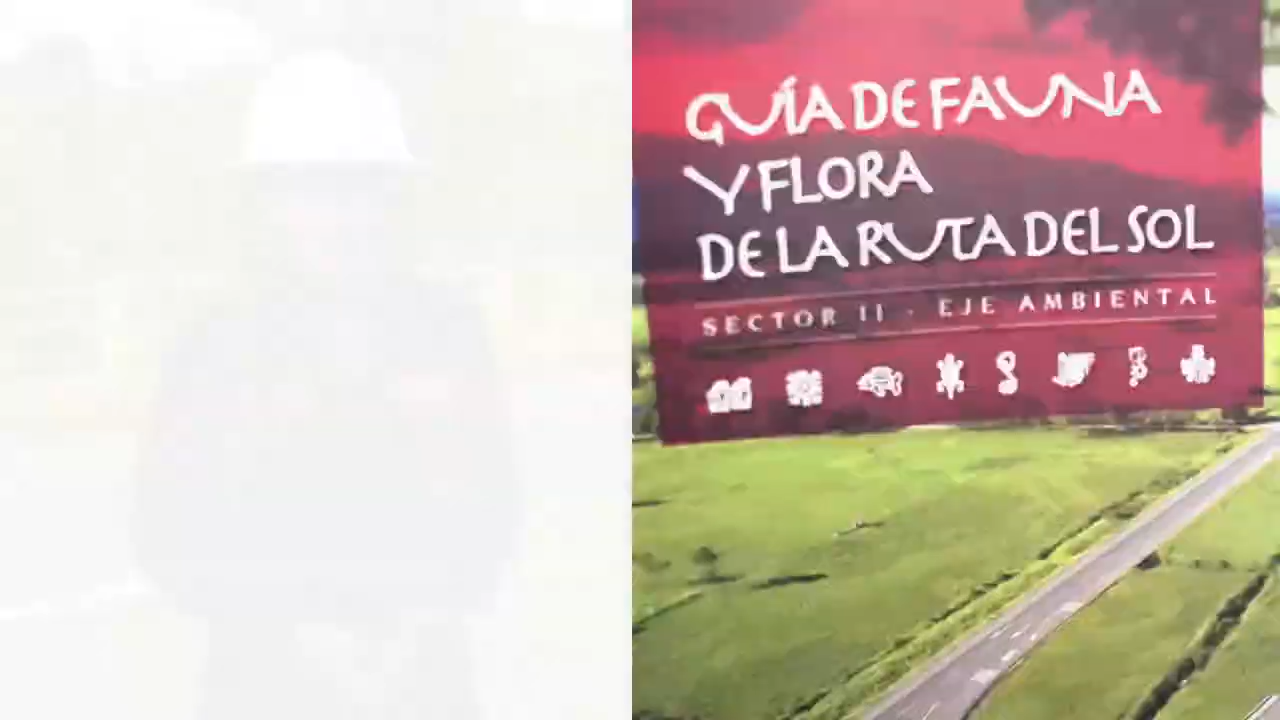 GUÍA DE FAUNA
Y FLORA
DE LA RUTA DEL SOL
SECTOR II - EJE AMBIENTAL